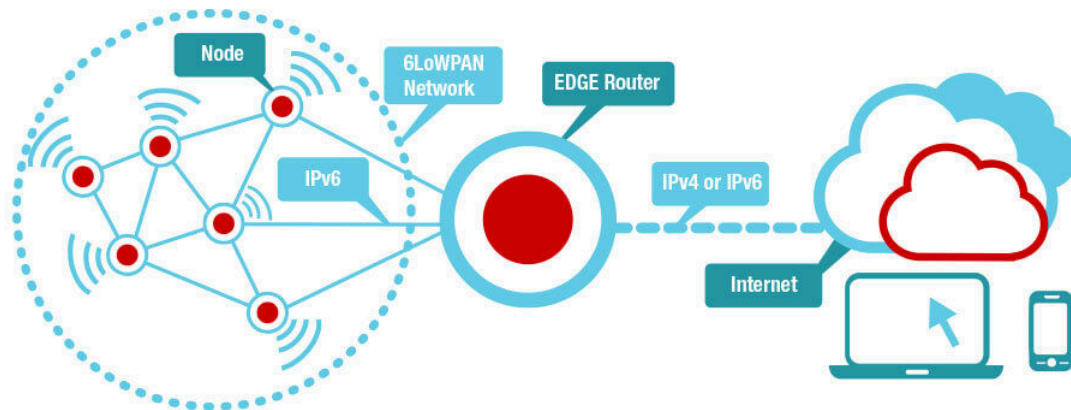 Node
6LoWPAN
Network
EDGE Router
IPv6
IPv4 or IPv6
Internet